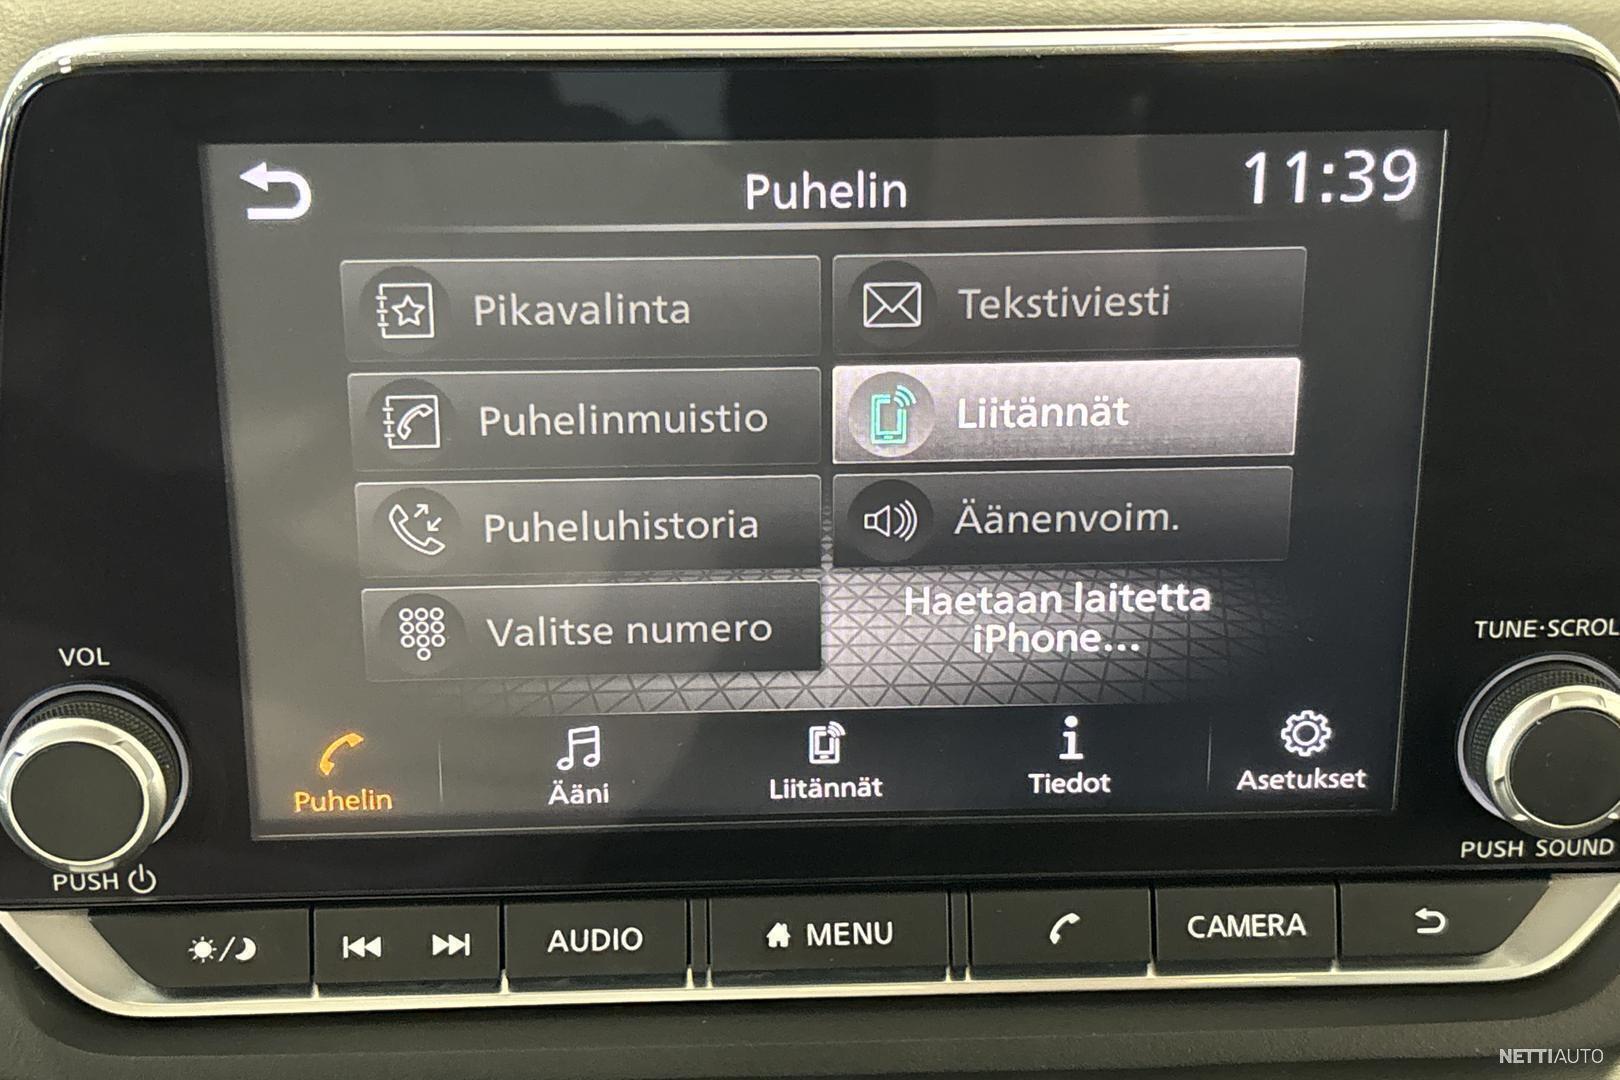 Puhelin
11:39
Pikavalinta
Tekstiviesti
Puhelinmuistio
Liitännät
Puheluhistoria
Äänenvoim.
Valitse numero
Haetaan laitetta
iPhone...
VOL
TUNE·SCROL
Puhelin
Ääni
Liitännät
Tiedot
Asetukset
PUSH
PUSH SOUND
AUDIO
MENU
CAMERA
NETTIAUTO